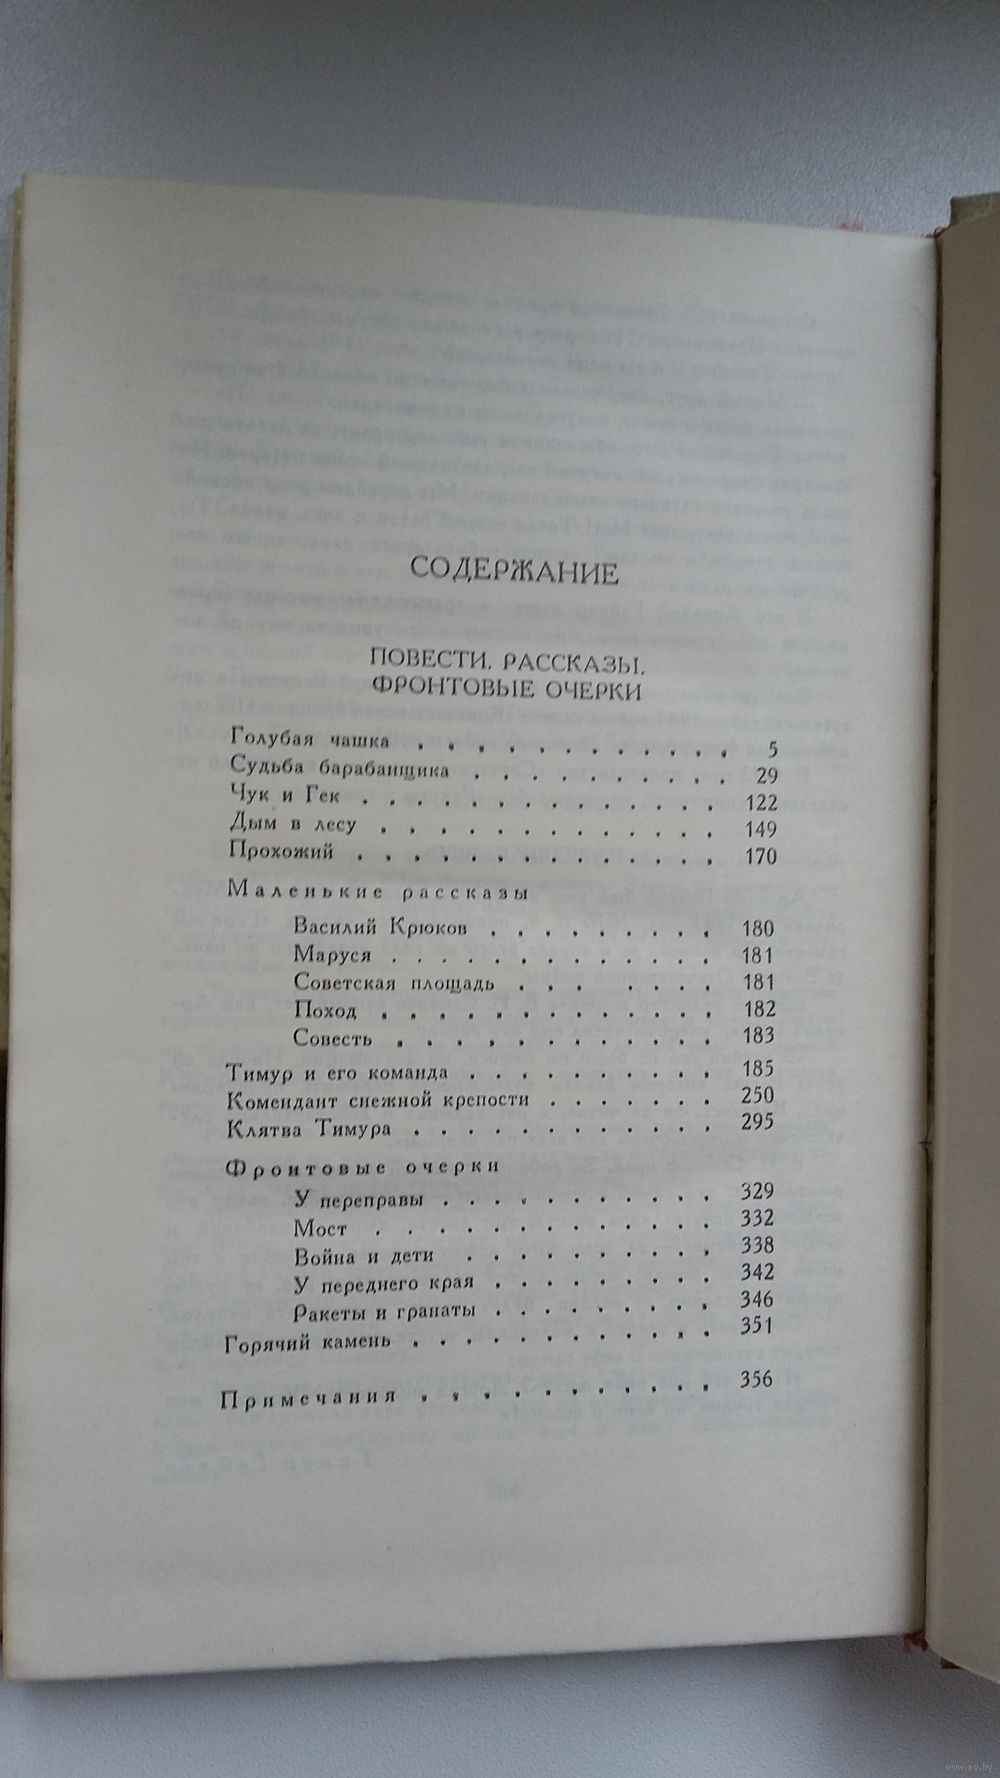 СОДЕРЖАНИЕ
ПОВЕСТИ. РАССКАЗЫ.
ФРОНТОВЫЕ ОЧЕРКИ
Голубая чашка . . . . . . . . . . . . 5
Судьба барабанщика . . . . . . . . . . 29
Чук и Гек . . . . . . . . . . . . . . 122
Дым в лесу . . . . . . . . . . . . . 149
Прохожий . . . . . . . . . . . . . . 170
Маленькие рассказы
Василий Крюков . . . . . . . . . 180
Маруся . . . . . . . . . . . . . 181
Советская площадь . . . . . . . 181
Поход . . . . . . . . . . . . . 182
Совесть . . . . . . . . . . . . 183
Тимур и его команда . . . . . . . . . . 185
Комендант снежной крепости . . . . . . . 250
Клятва Тимура . . . . . . . . . . . . 295
Фронтовые очерки
У переправы . . . . . . . . . . . 329
Мост . . . . . . . . . . . . . 332
Война и дети . . . . . . . . . . 338
У переднего края . . . . . . . . . 342
Ракеты и гранаты . . . . . . . . . 346
Горячий камень . . . . . . . . . . . . 351
Примечания . . . . . . . . . . . 356
www.ay.by